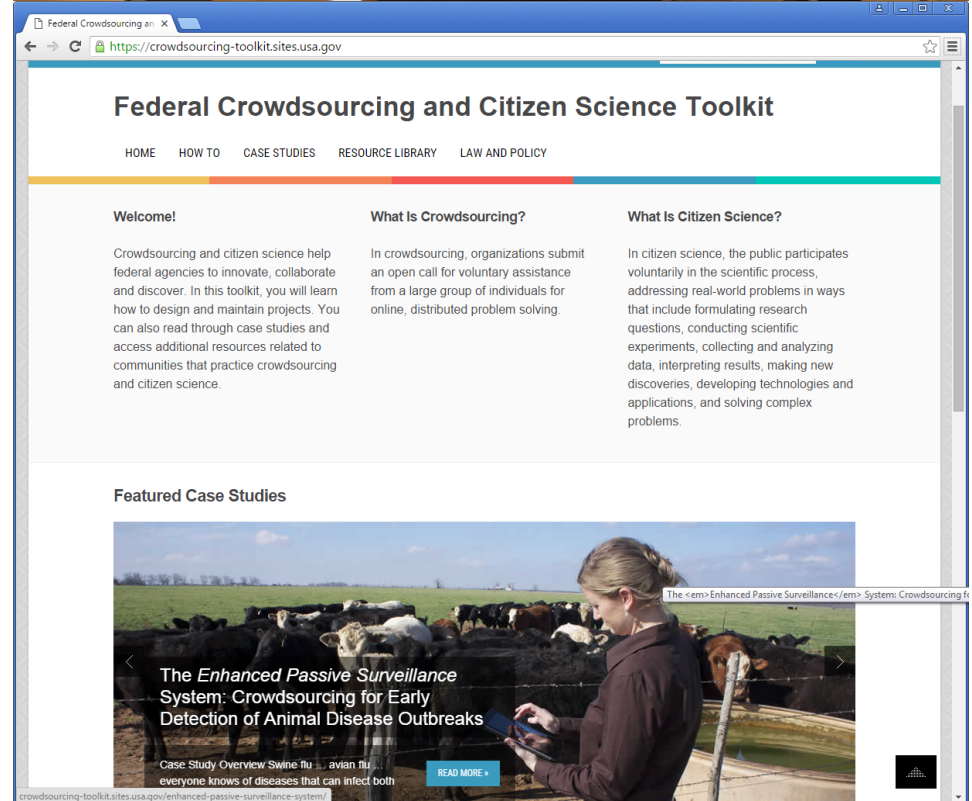 Federal Crowdsourcing an
https://crowdsourcing-toolkit.sites.usa.gov
Federal Crowdsourcing and Citizen Science Toolkit
HOME HOW TO CASE STUDIES RESOURCE LIBRARY LAW AND POLICY
Welcome!
Crowdsourcing and citizen science help
federal agencies to innovate, collaborate
and discover. In this toolkit, you will learn
how to design and maintain projects. You
can also read through case studies and
access additional resources related to
communities that practice crowdsourcing
and citizen science.
What Is Crowdsourcing?
In crowdsourcing, organizations submit
an open call for voluntary assistance
from a large group of individuals for
online, distributed problem solving.
What Is Citizen Science?
In citizen science, the public participates
voluntarily in the scientific process,
addressing real-world problems in ways
that include formulating research
questions, conducting scientific
experiments, collecting and analyzing
data, interpreting results, making new
discoveries, developing technologies and
applications, and solving complex
problems.
Featured Case Studies
The <em>Enhanced Passive Surveillance</em> System: Crowdsourcing fo
The Enhanced Passive Surveillance
System: Crowdsourcing for Early
Detection of Animal Disease Outbreaks
Case Study Overview Swine flu ... avian flu ...
everyone knows of diseases that can infect both
READ MORE »
crowdsourcing-toolkit.sites.usa.gov/enhanced-passive-surveillance-system/